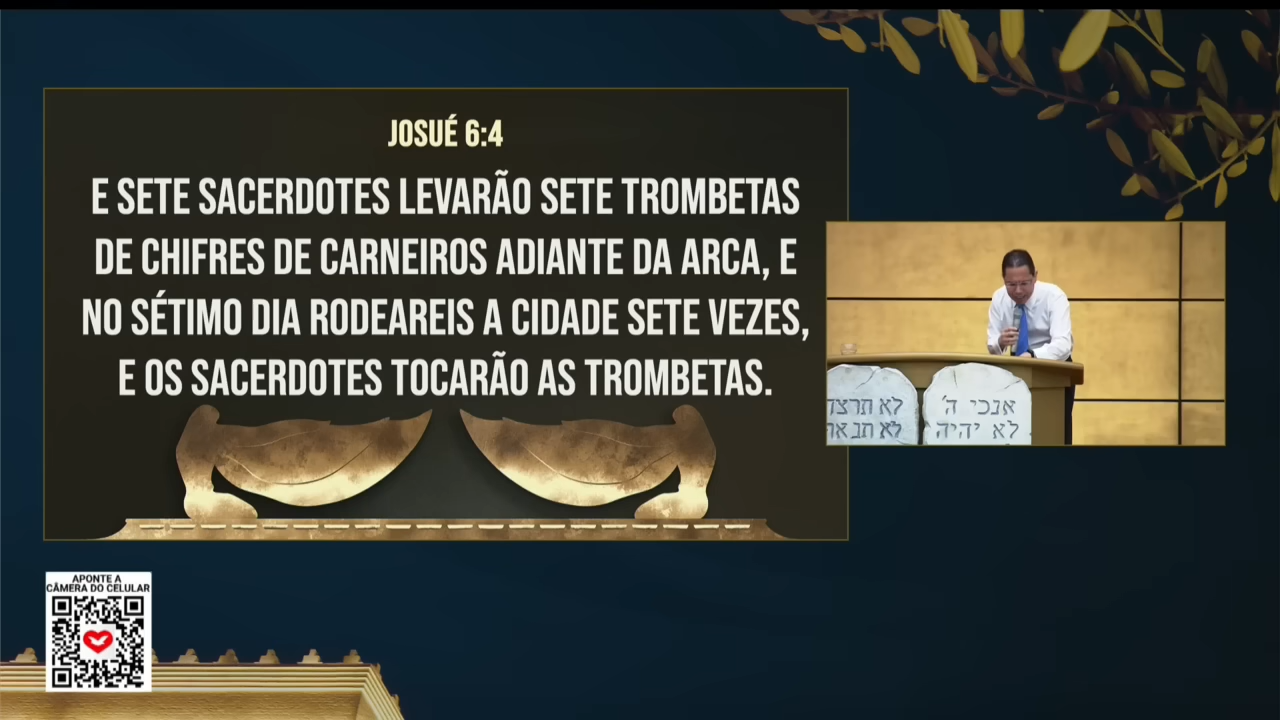 JOSUÉ 6:4
E SETE SACERDOTES LEVARÃO SETE TROMBETAS
DE CHIFRES DE CARNEIROS ADIANTE DA ARCA, E
NO SÉTIMO DIA RODEAREIS A CIDADE SETE VEZES,
E OS SACERDOTES TOCARÃO AS TROMBETAS.
אנכי ה'
לא יהיה
לא תרצח
לא תנאף
APONTE A
CÂMERA DO CELULAR